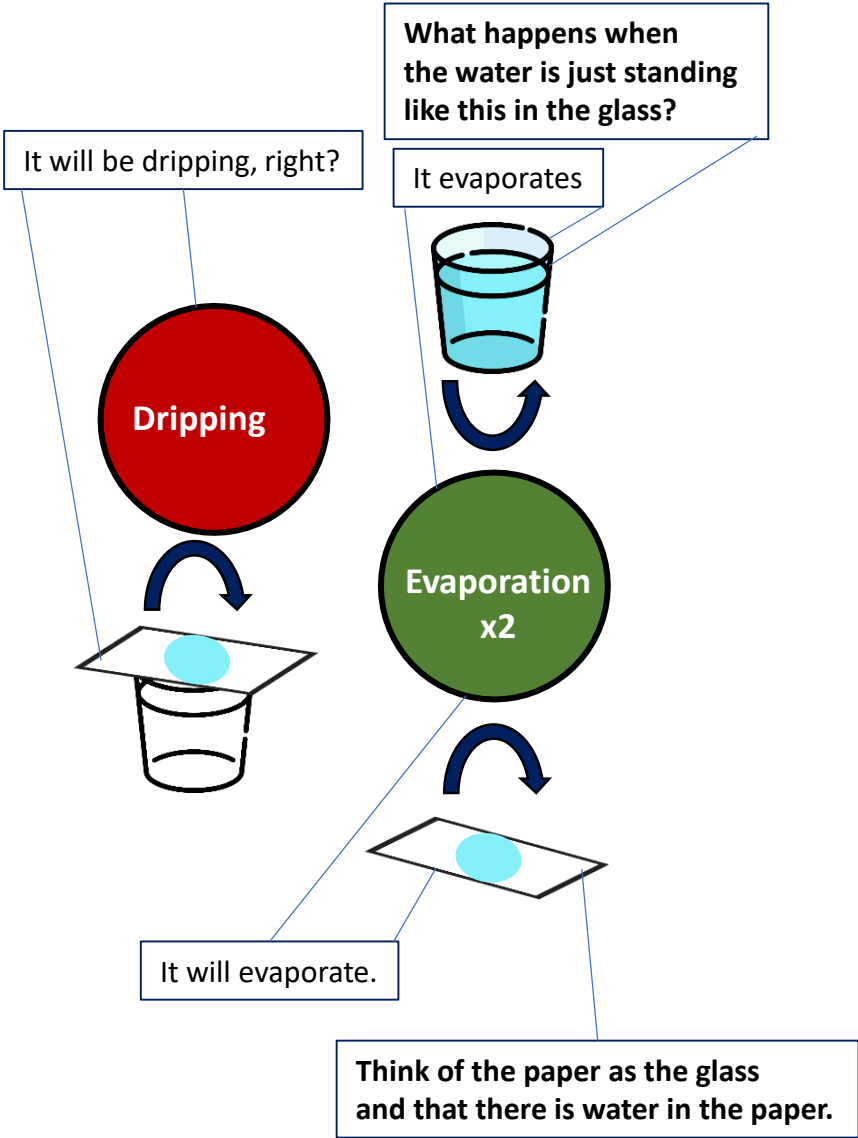 What happens when
the water is just standing
like this in the glass?
It will be dripping, right?
It evaporates
Dripping
Evaporation
x2
It will evaporate.
Think of the paper as the glass
and that there is water in the paper.